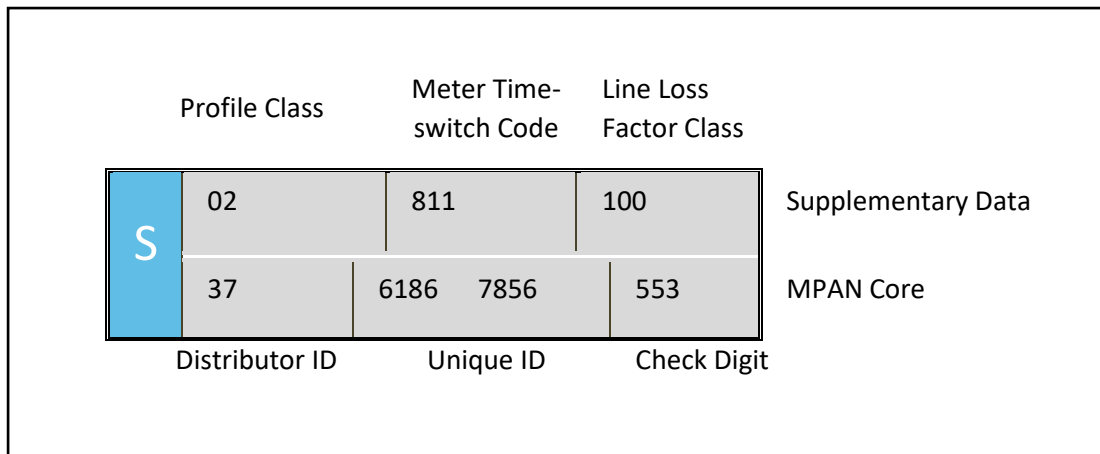 Profile Class
Meter Time-
switch Code
Line Loss
Factor Class
S
02 811 100
Supplementary Data
37 6186 7856 553
MPAN Core
Distributor ID Unique ID Check Digit